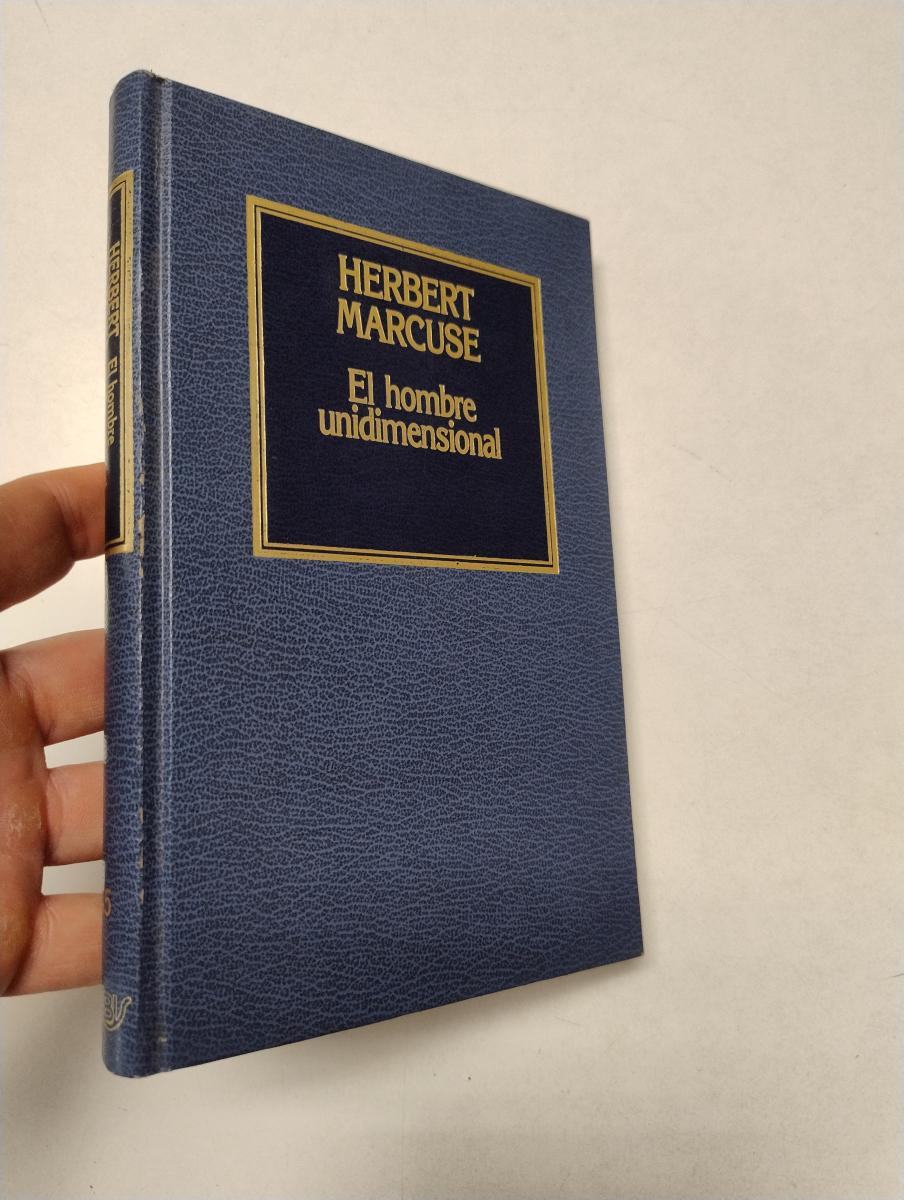 HERBERT
MARCUSE
El hombre
unidimensional
HERBERT
El hombre